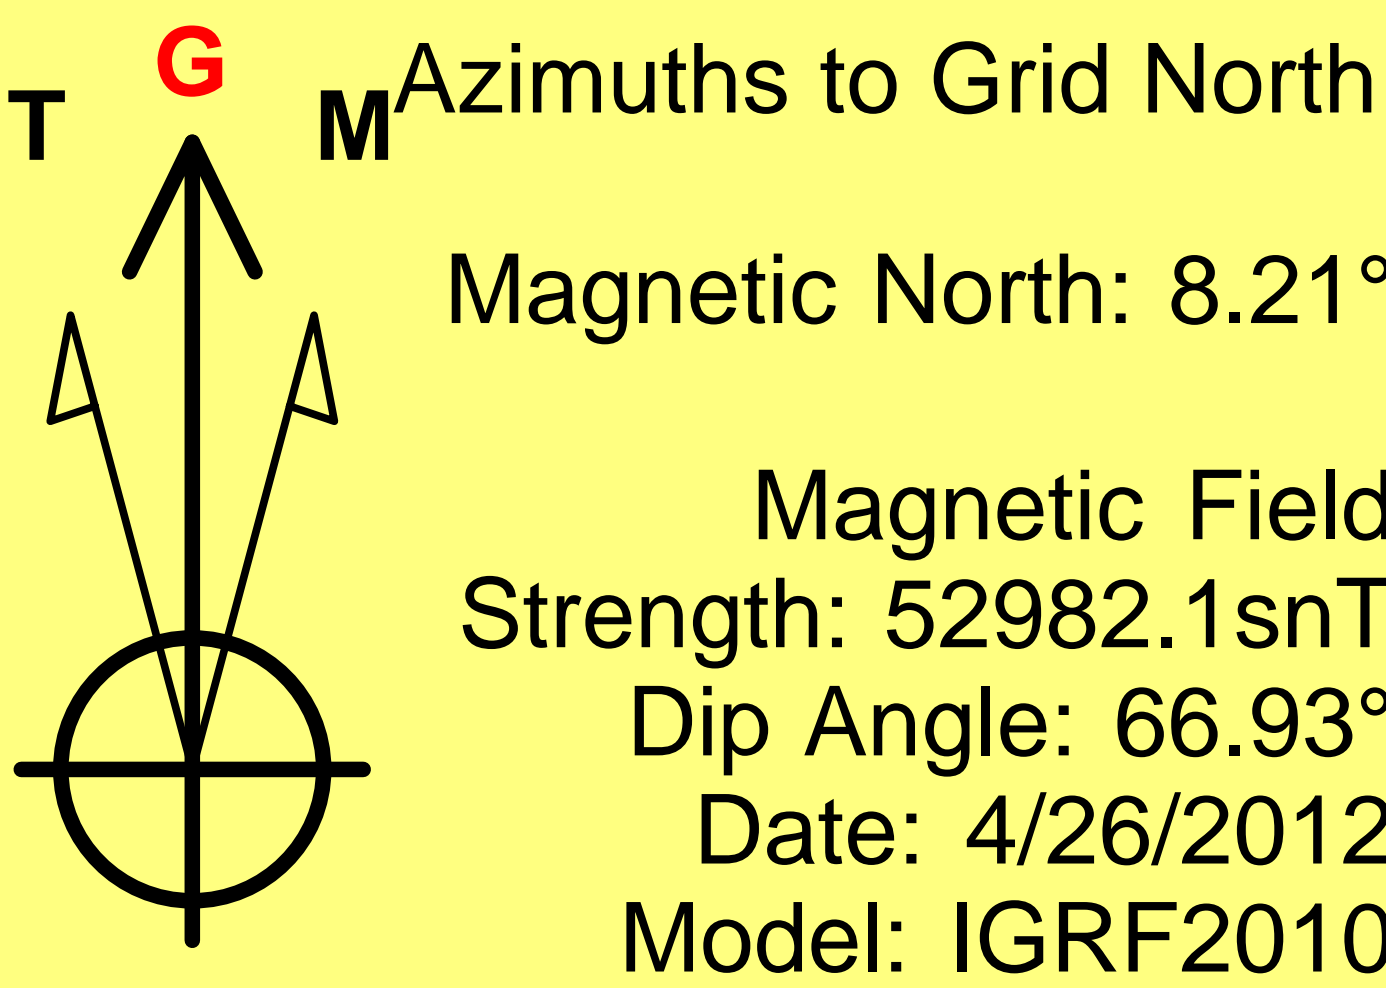 T G M
Azimuths to Grid North
Magnetic North: 8.21°
Magnetic Field
Strength: 52982.1snT
Dip Angle: 66.93°
Date: 4/26/2012
Model: IGRF2010